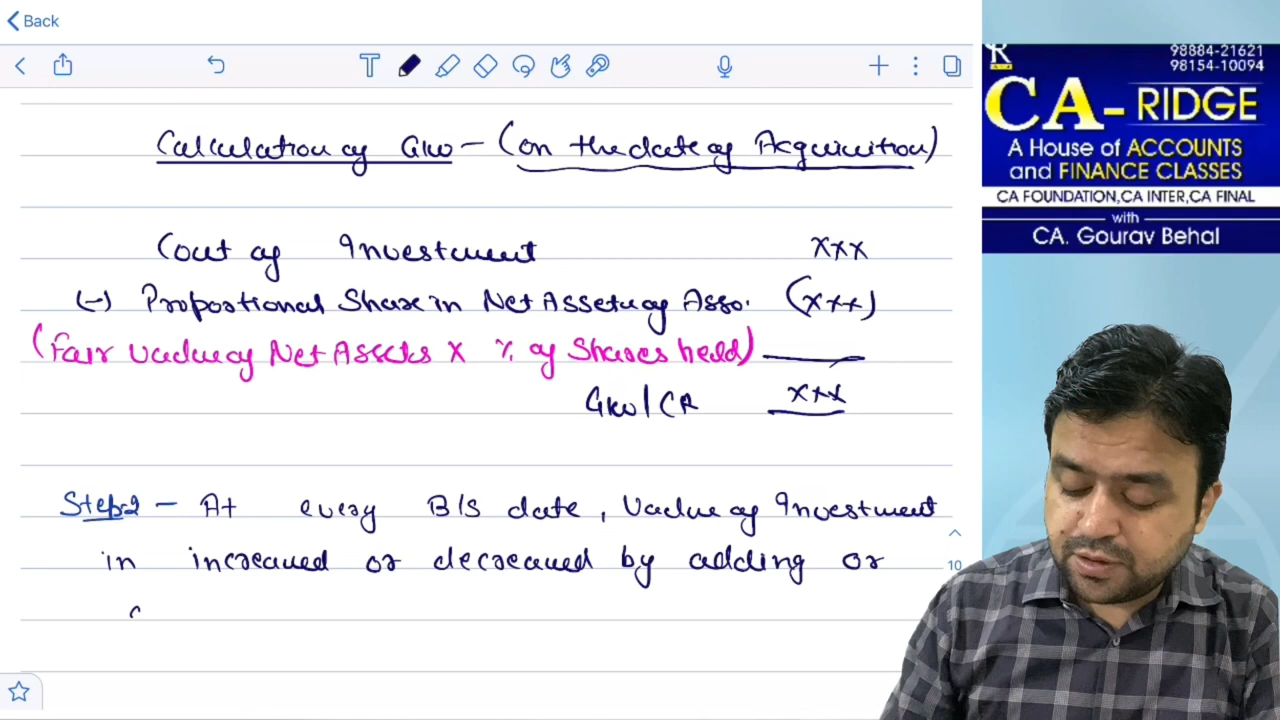 Back
98884-21621
98154-10094
R
CA-RIDGE
A House of ACCOUNTS
and FINANCE CLASSES
CA FOUNDATION,CA INTER,CA FINAL
with
CA. Gourav Behal
Calculation of G/w - (on the date of Acquisition)
Cost of Investment xxx
(-) Proportional Share in Net Assets of Asso. (xxx)
(Fair value of Net Assets x % of Shares held)
G/w/CR xxx
Step-2 - At every B/S date, Value of Investment
is increased or decreased by adding or
10